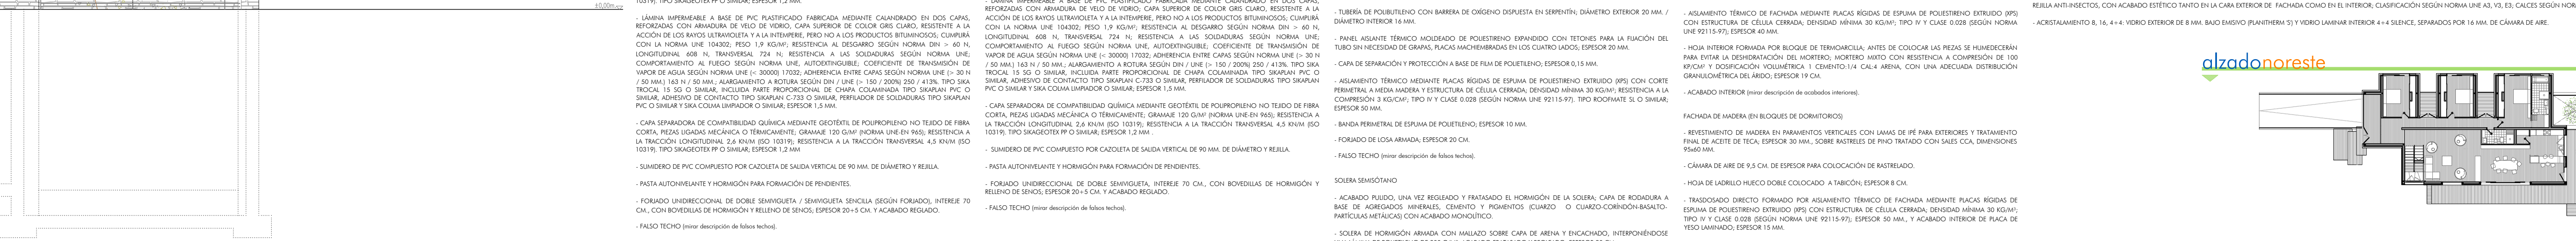 ±0,00m
10319). TIPO SIKAGEOTEX PP O SIMILAR; ESPESOR 1,2 MM.
- LÁMINA IMPERMEABLE A BASE DE PVC PLASTIFICADO FABRICADA MEDIANTE CALANDRADO EN DOS CAPAS,
REFORZADAS CON ARMADURA DE VELO DE VIDRIO, CAPA SUPERIOR DE COLOR GRIS CLARO, RESISTENTE A LA
ACCIÓN DE LOS RAYOS ULTRAVIOLETA Y A LA INTEMPERIE, PERO NO A LOS PRODUCTOS BITUMINOSOS; CUMPLIRÁ
CON LA NORMA UNE 104302; PESO 1,9 KG/M²; RESISTENCIA AL DESGARRO SEGÚN NORMA DIN > 60 N,
LONGITUDINAL 608 N, TRANSVERSAL 724 N; RESISTENCIA A LAS SOLDADURAS SEGÚN NORMA UNE;
COMPORTAMIENTO AL FUEGO SEGÚN NORMA UNE, AUTOEXTINGUIBLE; COEFICIENTE DE TRANSMISIÓN DE
VAPOR DE AGUA SEGÚN NORMA UNE (< 30000) 17032; ADHERENCIA ENTRE CAPAS SEGÚN NORMA UNE (> 30 N
/ 50 MM.) 163 N / 50 MM.; ALARGAMIENTO A ROTURA SEGÚN DIN / UNE (> 150 / 200%) 250 / 413%. TIPO SIKA
TROCAL 15 SG O SIMILAR, INCLUIDA PARTE PROPORCIONAL DE CHAPA COLAMINADA TIPO SIKAPLAN PVC O
SIMILAR, ADHESIVO DE CONTACTO TIPO SIKAPLAN C-733 O SIMILAR, PERFILADOR DE SOLDADURAS TIPO SIKAPLAN
PVC O SIMILAR Y SIKA COLMA LIMPIADOR O SIMILAR; ESPESOR 1,5 MM.
- CAPA SEPARADORA DE COMPATIBILIDAD QUÍMICA MEDIANTE GEOTÉXTIL DE POLIPROPILENO NO TEJIDO DE FIBRA
CORTA, PIEZAS LIGADAS MECÁNICA O TÉRMICAMENTE; GRAMAJE 120 G/M² (NORMA UNE-EN 965); RESISTENCIA A
LA TRACCIÓN LONGITUDINAL 2,6 KN/M (ISO 10319); RESISTENCIA A LA TRACCIÓN TRANSVERSAL 4,5 KN/M (ISO
10319). TIPO SIKAGEOTEX PP O SIMILAR; ESPESOR 1,2 MM
- SUMIDERO DE PVC COMPUESTO POR CAZOLETA DE SALIDA VERTICAL DE 90 MM. DE DIÁMETRO Y REJILLA.
- PASTA AUTONIVELANTE Y HORMIGÓN PARA FORMACIÓN DE PENDIENTES.
- FORJADO UNIDIRECCIONAL DE DOBLE SEMIVIGUETA / SEMIVIGUETA SENCILLA (SEGÚN FORJADO), INTEREJE 70
CM., CON BOVEDILLAS DE HORMIGÓN Y RELLENO DE SENOS; ESPESOR 20+5 CM. Y ACABADO REGLADO.
- FALSO TECHO (mirar descripción de falsos techos).
- LÁMINA IMPERMEABLE A BASE DE PVC PLASTIFICADO FABRICADA MEDIANTE CALANDRADO EN DOS CAPAS,
REFORZADAS CON ARMADURA DE VELO DE VIDRIO; CAPA SUPERIOR DE COLOR GRIS CLARO, RESISTENTE A LA
ACCIÓN DE LOS RAYOS ULTRAVIOLETA Y A LA INTEMPERIE, PERO NO A LOS PRODUCTOS BITUMINOSOS; CUMPLIRÁ
CON LA NORMA UNE 104302; PESO 1,9 KG/M²; RESISTENCIA AL DESGARRO SEGÚN NORMA DIN > 60 N,
LONGITUDINAL 608 N, TRANSVERSAL 724 N; RESISTENCIA A LAS SOLDADURAS SEGÚN NORMA UNE;
COMPORTAMIENTO AL FUEGO SEGÚN NORMA UNE, AUTOEXTINGUIBLE; COEFICIENTE DE TRANSMISIÓN DE
VAPOR DE AGUA SEGÚN NORMA UNE (< 30000) 17032; ADHERENCIA ENTRE CAPAS SEGÚN NORMA UNE (> 30 N
/ 50 MM.) 163 N / 50 MM.; ALARGAMIENTO A ROTURA SEGÚN DIN / UNE (> 150 / 200%) 250 / 413%. TIPO SIKA
TROCAL 15 SG O SIMILAR, INCLUIDA PARTE PROPORCIONAL DE CHAPA COLAMINADA TIPO SIKAPLAN PVC O
SIMILAR, ADHESIVO DE CONTACTO TIPO SIKAPLAN C-733 O SIMILAR, PERFILADOR DE SOLDADURAS TIPO SIKAPLAN
PVC O SIMILAR Y SIKA COLMA LIMPIADOR O SIMILAR; ESPESOR 1,5 MM.
- CAPA SEPARADORA DE COMPATIBILIDAD QUÍMICA MEDIANTE GEOTÉXTIL DE POLIPROPILENO NO TEJIDO DE FIBRA
CORTA, PIEZAS LIGADAS MECÁNICA O TÉRMICAMENTE; GRAMAJE 120 G/M² (NORMA UNE-EN 965); RESISTENCIA A
LA TRACCIÓN LONGITUDINAL 2,6 KN/M (ISO 10319); RESISTENCIA A LA TRACCIÓN TRANSVERSAL 4,5 KN/M (ISO
10319). TIPO SIKAGEOTEX PP O SIMILAR; ESPESOR 1,2 MM .
- SUMIDERO DE PVC COMPUESTO POR CAZOLETA DE SALIDA VERTICAL DE 90 MM. DE DIÁMETRO Y REJILLA.
- PASTA AUTONIVELANTE Y HORMIGÓN PARA FORMACIÓN DE PENDIENTES.
- FORJADO UNIDIRECCIONAL DE DOBLE SEMIVIGUETA, INTEREJE 70 CM., CON BOVEDILLAS DE HORMIGÓN Y
RELLENO DE SENOS; ESPESOR 20+5 CM. Y ACABADO REGLADO.
- FALSO TECHO (mirar descripción de falsos techos).
- TUBERÍA DE POLIBUTILENO CON BARRERA DE OXÍGENO DISPUESTA EN SERPENTÍN; DIÁMETRO EXTERIOR 20 MM. /
DIÁMETRO INTERIOR 16 MM.
- PANEL AISLANTE TÉRMICO MOLDEADO DE POLIESTIRENO EXPANDIDO CON TETONES PARA LA FIJACIÓN DEL
TUBO SIN NECESIDAD DE GRAPAS, PLACAS MACHIEMBRADAS EN LOS CUATRO LADOS; ESPESOR 20 MM.
- CAPA DE SEPARACIÓN Y PROTECCIÓN A BASE DE FILM DE POLIETILENO; ESPESOR 0,15 MM.
- AISLAMIENTO TÉRMICO MEDIANTE PLACAS RÍGIDAS DE ESPUMA DE POLIESTIRENO EXTRUIDO (XPS) CON CORTE
PERIMETRAL A MEDIA MADERA Y ESTRUCTURA DE CÉLULA CERRADA; DENSIDAD MÍNIMA 30 KG/M³; RESISTENCIA A LA
COMPRESIÓN 3 KG/CM²; TIPO IV Y CLASE 0.028 (SEGÚN NORMA UNE 92115-97); TIPO ROOFMATE SL O SIMILAR;
ESPESOR 50 MM.
- BANDA PERIMETRAL DE ESPUMA DE POLIETILENO; ESPESOR 10 MM.
- FORJADO DE LOSA ARMADA; ESPESOR 20 CM.
- FALSO TECHO (mirar descripción de falsos techos).
SOLERA SEMISÓTANO
- ACABADO PULIDO, UNA VEZ REGLEADO Y FRATASADO EL HORMIGÓN DE LA SOLERA; CAPA DE RODADURA A
BASE DE AGREGADOS MINERALES, CEMENTO Y PIGMENTOS (CUARZO O CUARZO-CORÍNDÓN-BASALTO-
PARTÍCULAS METÁLICAS) CON ACABADO MONOLÍTICO.
- SOLERA DE HORMIGÓN ARMADA CON MALLAZO SOBRE CAPA DE ARENA Y ENCACHADO, INTERPONIÉNDOSE
- AISLAMIENTO TÉRMICO DE FACHADA MEDIANTE PLACAS RÍGIDAS DE ESPUMA DE POLIESTIRENO EXTRUIDO (XPS)
CON ESTRUCTURA DE CÉLULA CERRADA; DENSIDAD MÍNIMA 30 KG/M³; TIPO IV Y CLASE 0.028 (SEGÚN NORMA
UNE 92115-97); ESPESOR 40 MM.
- HOJA INTERIOR FORMADA POR BLOQUE DE TERMOARCILLA; ANTES DE COLOCAR LAS PIEZAS SE HUMEDECERÁN
PARA EVITAR LA DESHIDRATACIÓN DEL MORTERO; MORTERO MIXTO CON RESISTENCIA A COMPRESIÓN DE 100
KP/CM² Y DOSIFICACIÓN VOLUMÉTRICA 1 CEMENTO:1/4 CAL:4 ARENA, CON UNA ADECUADA DISTRIBUCIÓN
GRANULOMÉTRICA DEL ÁRIDO; ESPESOR 19 CM.
- ACABADO INTERIOR (mirar descripción de acabados interiores).
FACHADA DE MADERA (EN BLOQUES DE DORMITORIOS)
- REVESTIMIENTO DE MADERA EN PARAMENTOS VERTICALES CON LAMAS DE IPÉ PARA EXTERIORES Y TRATAMIENTO
FINAL DE ACEITE DE TECA; ESPESOR 30 MM., SOBRE RASTRELES DE PINO TRATADO CON SALES CCA, DIMENSIONES
95x60 MM.
- CÁMARA DE AIRE DE 9,5 CM. DE ESPESOR PARA COLOCACIÓN DE RASTRELADO.
- HOJA DE LADRILLO HUECO DOBLE COLOCADO A TABICÓN; ESPESOR 8 CM.
- TRASDOSADO DIRECTO FORMADO POR AISLAMIENTO TÉRMICO DE FACHADA MEDIANTE PLACAS RÍGIDAS DE
ESPUMA DE POLIESTIRENO EXTRUIDO (XPS) CON ESTRUCTURA DE CÉLULA CERRADA; DENSIDAD MÍNIMA 30 KG/M³;
TIPO IV Y CLASE 0.028 (SEGÚN NORMA UNE 92115-97); ESPESOR 50 MM., Y ACABADO INTERIOR DE PLACA DE
YESO LAMINADO; ESPESOR 15 MM.
REJILLA ANTI-INSECTOS, CON ACABADO ESTÉTICO TANTO EN LA CARA EXTERIOR DE FACHADA COMO EN EL INTERIOR; CLASIFICACIÓN SEGÚN NORMA UNE A3, V3, E3; CALCES SEGÚN
- ACRISTALAMIENTO 8, 16, 4+4: VIDRIO EXTERIOR DE 8 MM. BAJO EMISIVO (PLANITHERM 'S') Y VIDRIO LAMINAR INTERIOR 4+4 SILENCE, SEPARADOS POR 16 MM. DE CÁMARA DE AIRE.
alzadonoreste